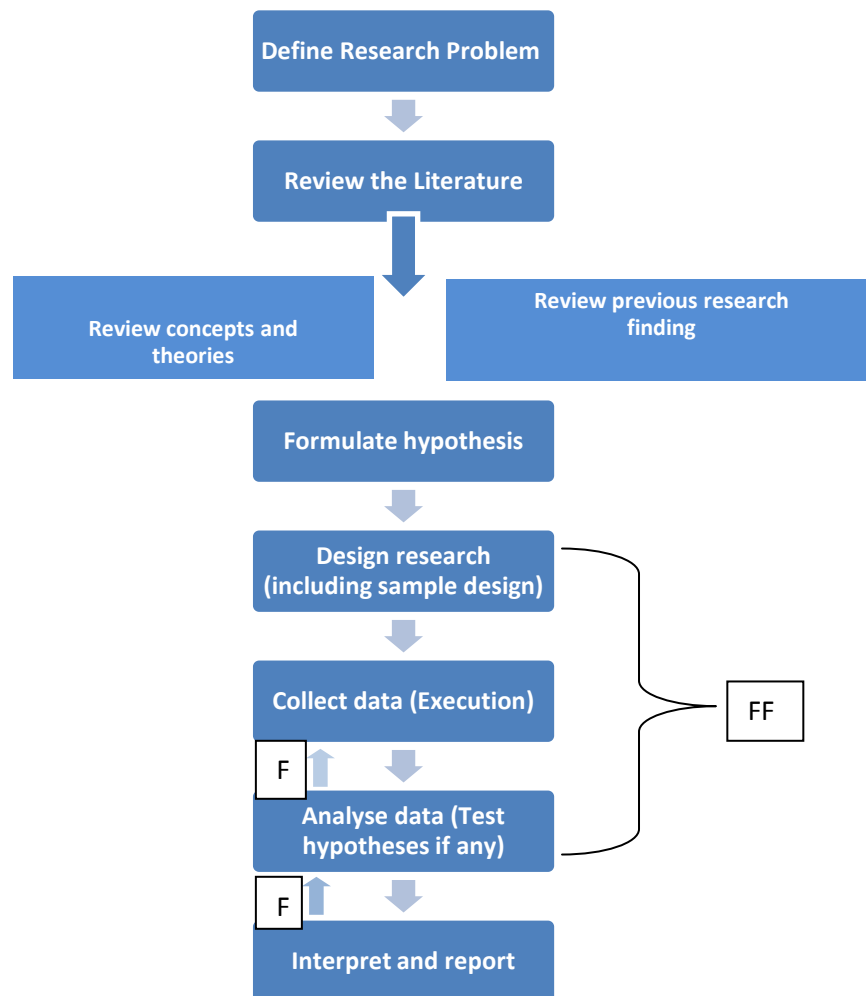 Define Research Problem
Review the Literature
Review concepts and
theories
Review previous research
finding
Formulate hypothesis
Design research
(including sample design)
Collect data (Execution)
FF
F
Analyse data (Test
hypotheses if any)
F
Interpret and report